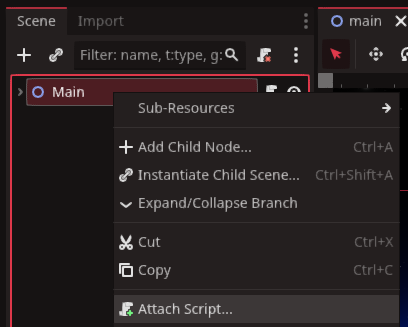 Scene Import
main
Filter: name, t:type, g:
Main
Sub-Resources
Add Child Node... Ctrl+A
Instantiate Child Scene... Ctrl+Shift+A
Expand/Collapse Branch
Cut Ctrl+X
Copy Ctrl+C
Attach Script...